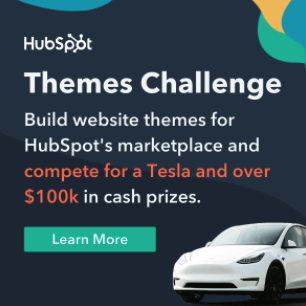 HubSpot
Themes Challenge
Build website themes for
HubSpot's marketplace and
compete for a Tesla and over
$100k in cash prizes.
Learn More